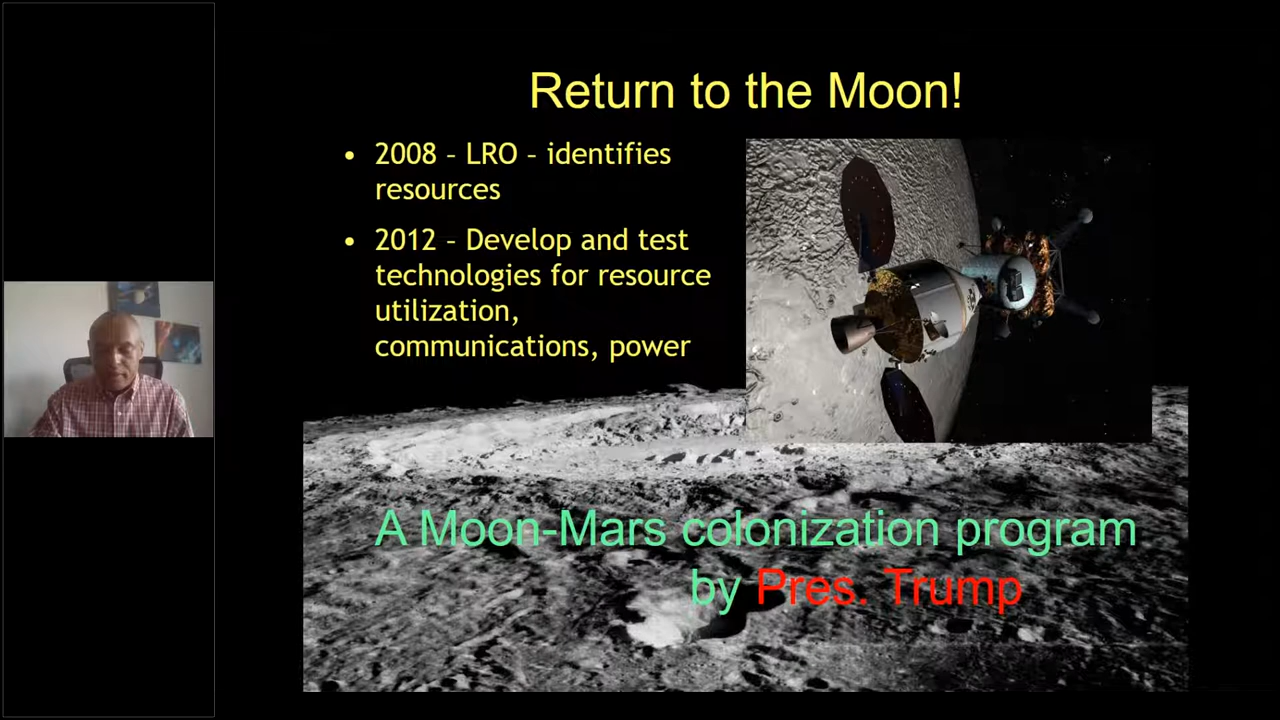 Return to the Moon!
• 2008 – LRO – identifies
resources
• 2012 – Develop and test
technologies for resource
utilization,
communications, power
A Moon-Mars colonization program
by Pres. Trump